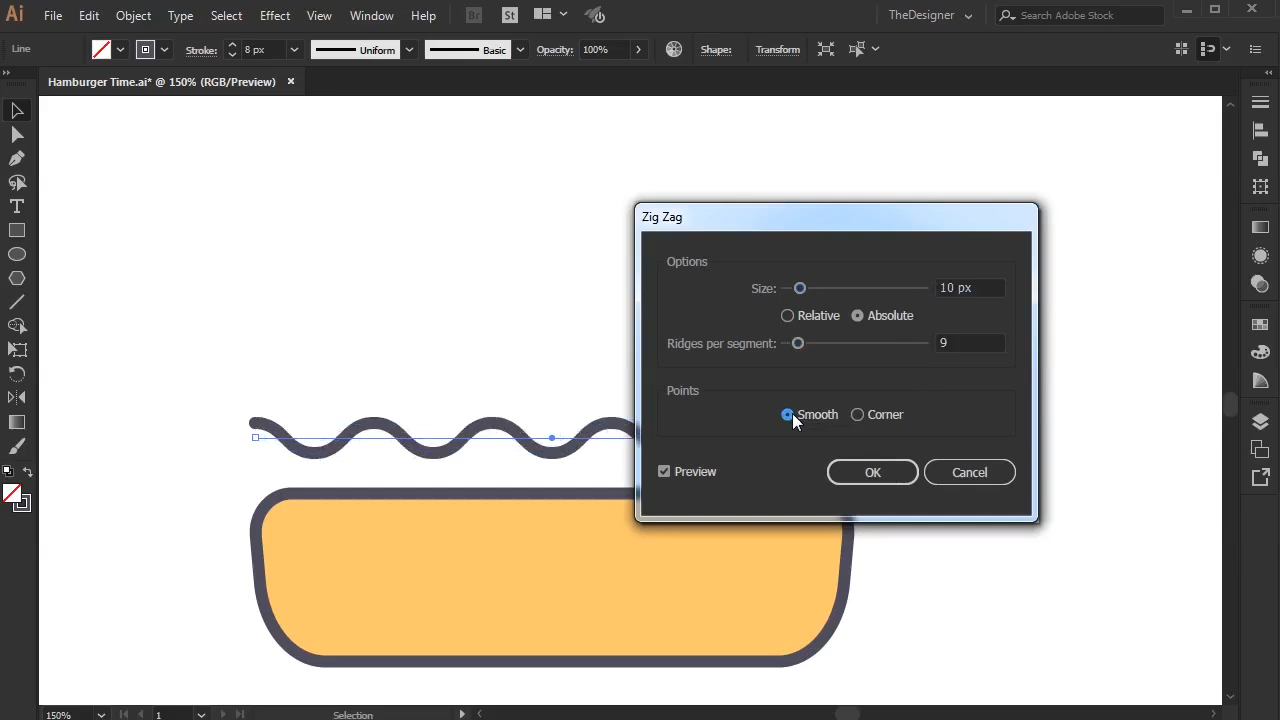 Ai File Edit Object Type Select Effect View Window Help Br St TheDesigner Search Adobe Stock
Line Stroke: 8 px Uniform Basic Opacity: 100% Shape: Transform
Hamburger Time.ai* @ 150% (RGB/Preview)
Zig Zag
Options
Size: 10 px
Relative Absolute
Ridges per segment: 9
Points
Smooth Corner
Preview OK Cancel
150% 1 Selection